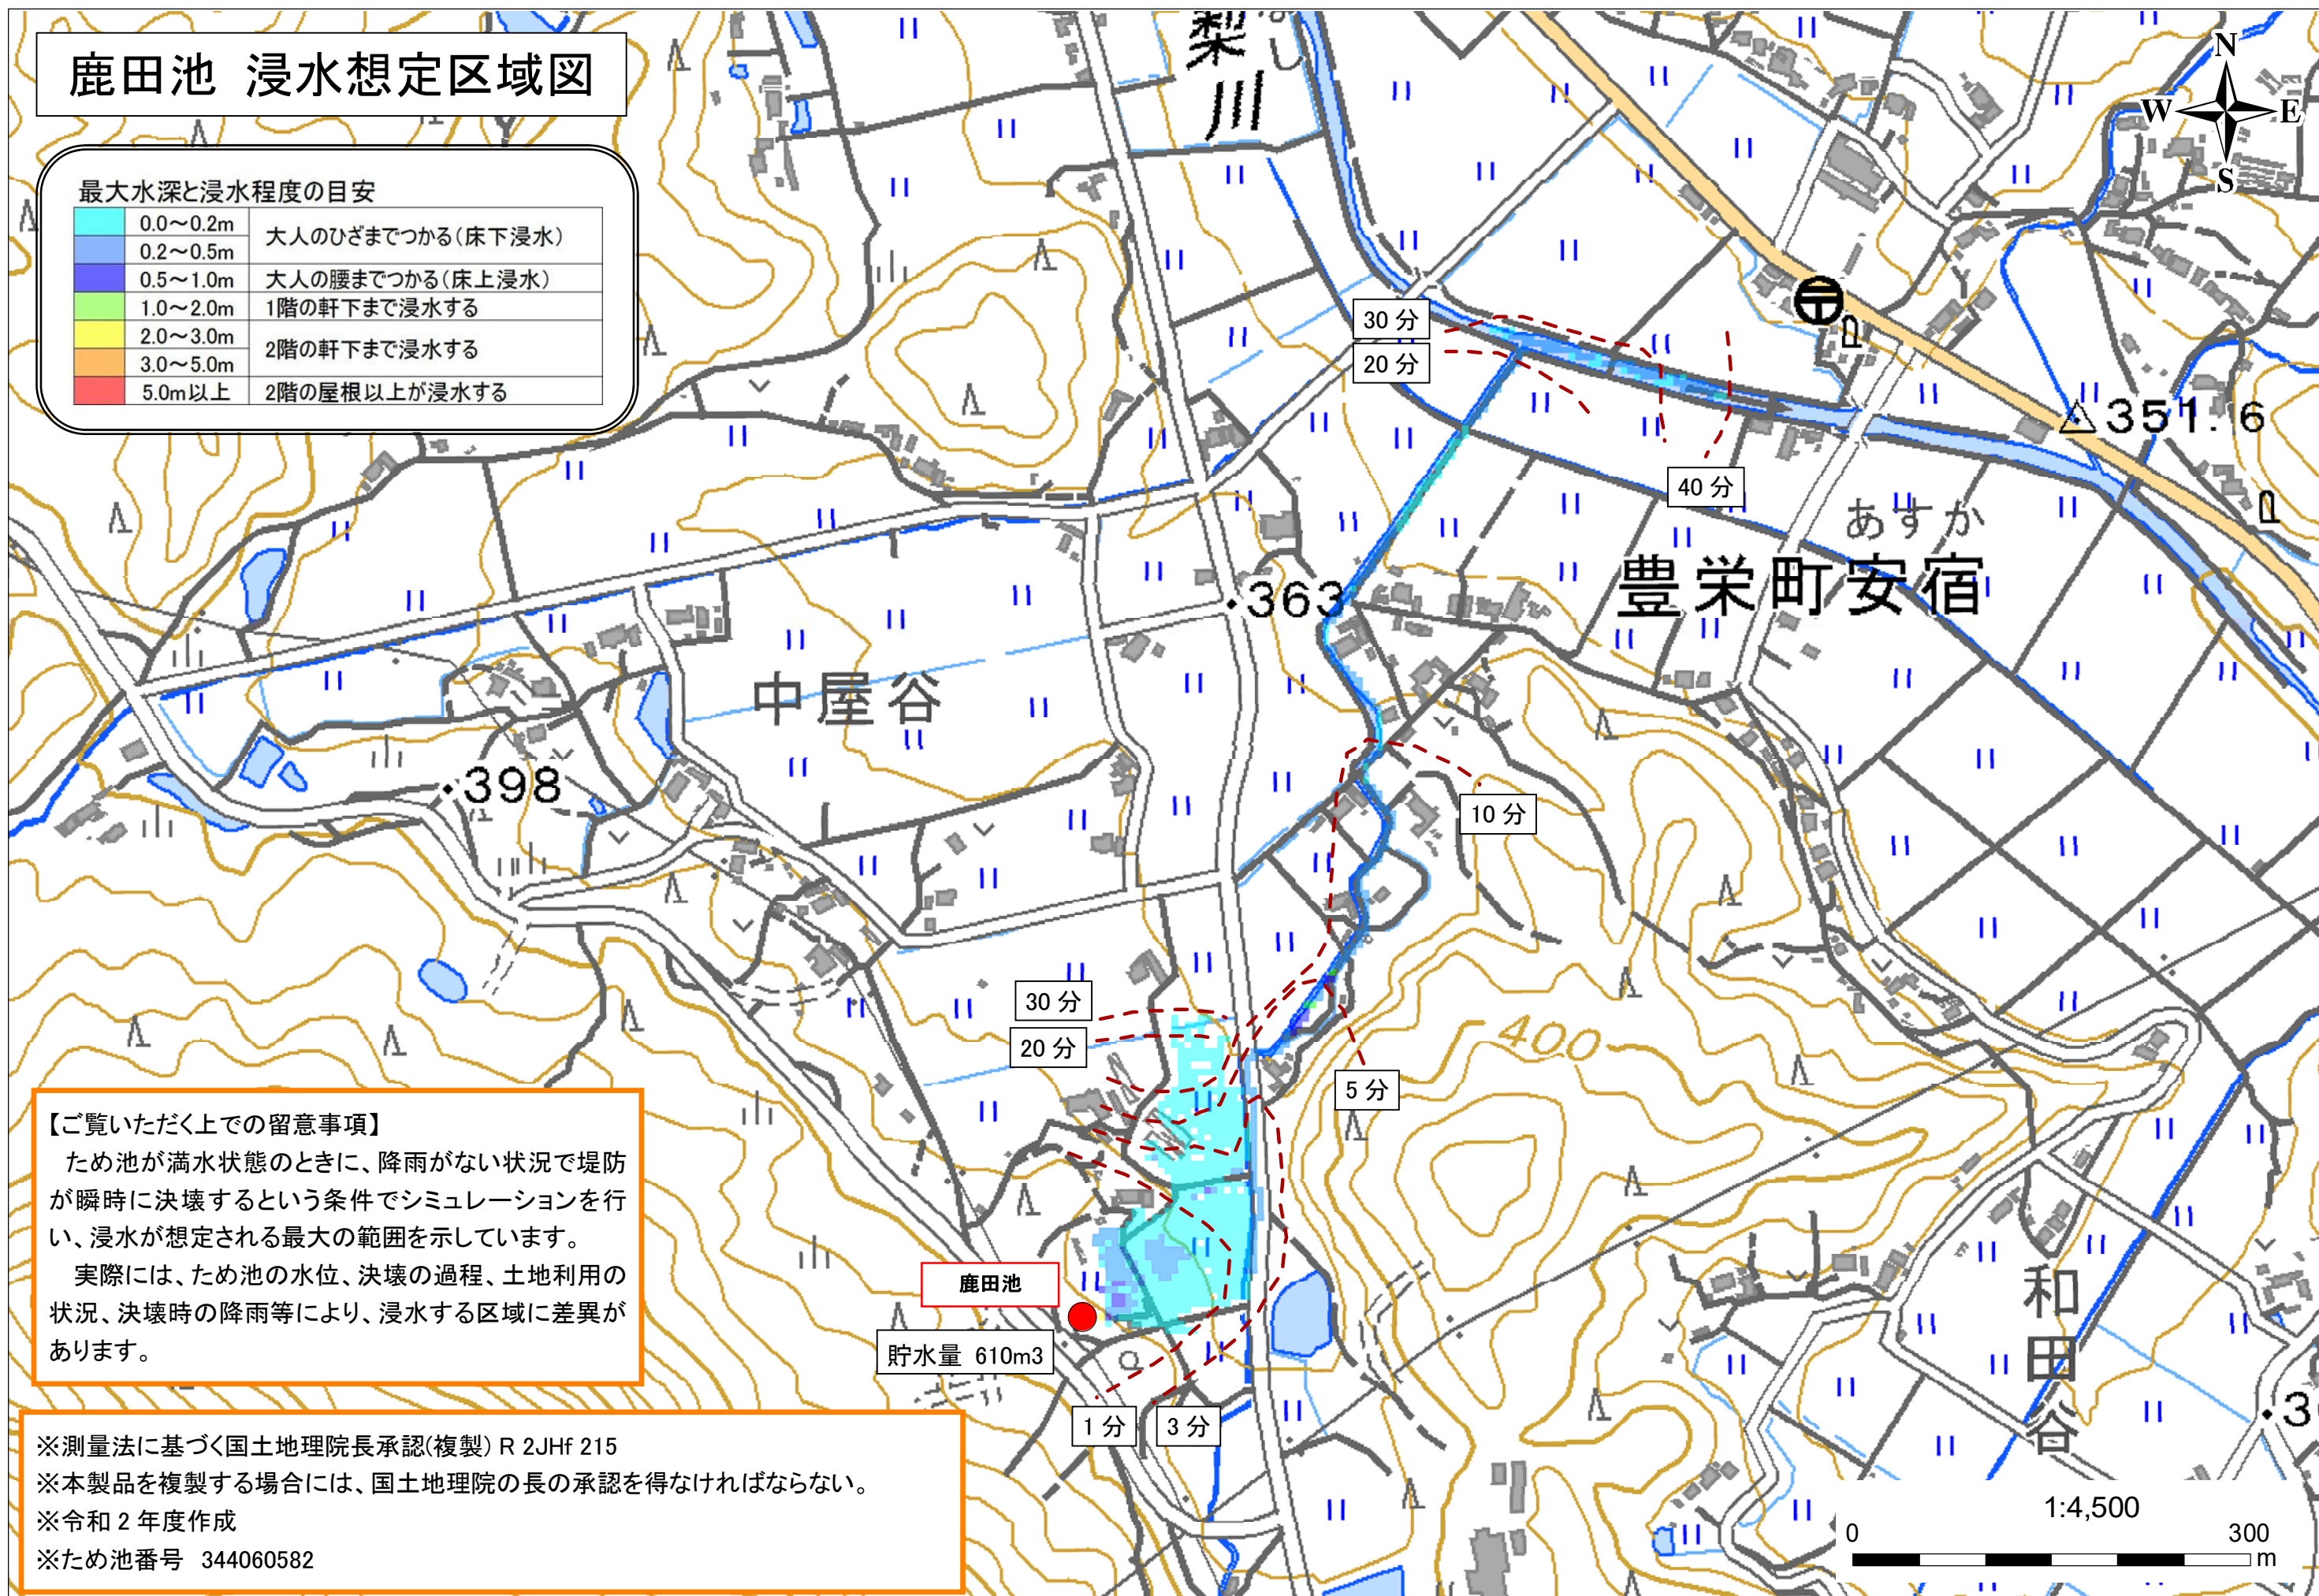 鹿田池 浸水想定区域図
最大水深と浸水程度の目安
0.0～0.2m
大人のひざまでつかる(床下浸水)
0.2～0.5m
0.5～1.0m 大人の腰までつかる(床上浸水)
1.0～2.0m 1階の軒下まで浸水する
2.0～3.0m
2階の軒下まで浸水する
3.0～5.0m
5.0m以上 2階の屋根以上が浸水する
N
W E
S
梨川
30 分
20 分
351.6
40 分
あすか
豊栄町安宿
363
中屋谷
398
10 分
30 分
20 分
400
5 分
鹿田池
貯水量 610m3
1 分
3 分
和田谷
【ご覧いただく上での留意事項】
ため池が満水状態のときに、降雨がない状況で堤防
が瞬時に決壊するという条件でシミュレーションを行
い、浸水が想定される最大の範囲を示しています。
実際には、ため池の水位、決壊の過程、土地利用の
状況、決壊時の降雨等により、浸水する区域に差異が
あります。
※測量法に基づく国土地理院長承認(複製) R 2JHf 215
※本製品を複製する場合には、国土地理院の長の承認を得なければならない。
※令和 2 年度作成
※ため池番号 344060582
1:4,500
0 300
m